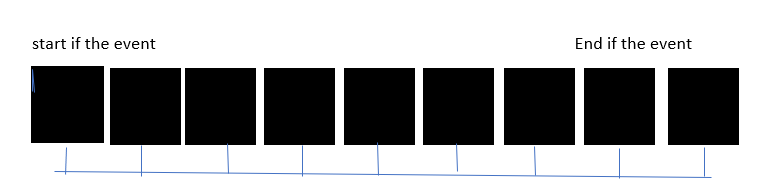 start if the event
End if the event